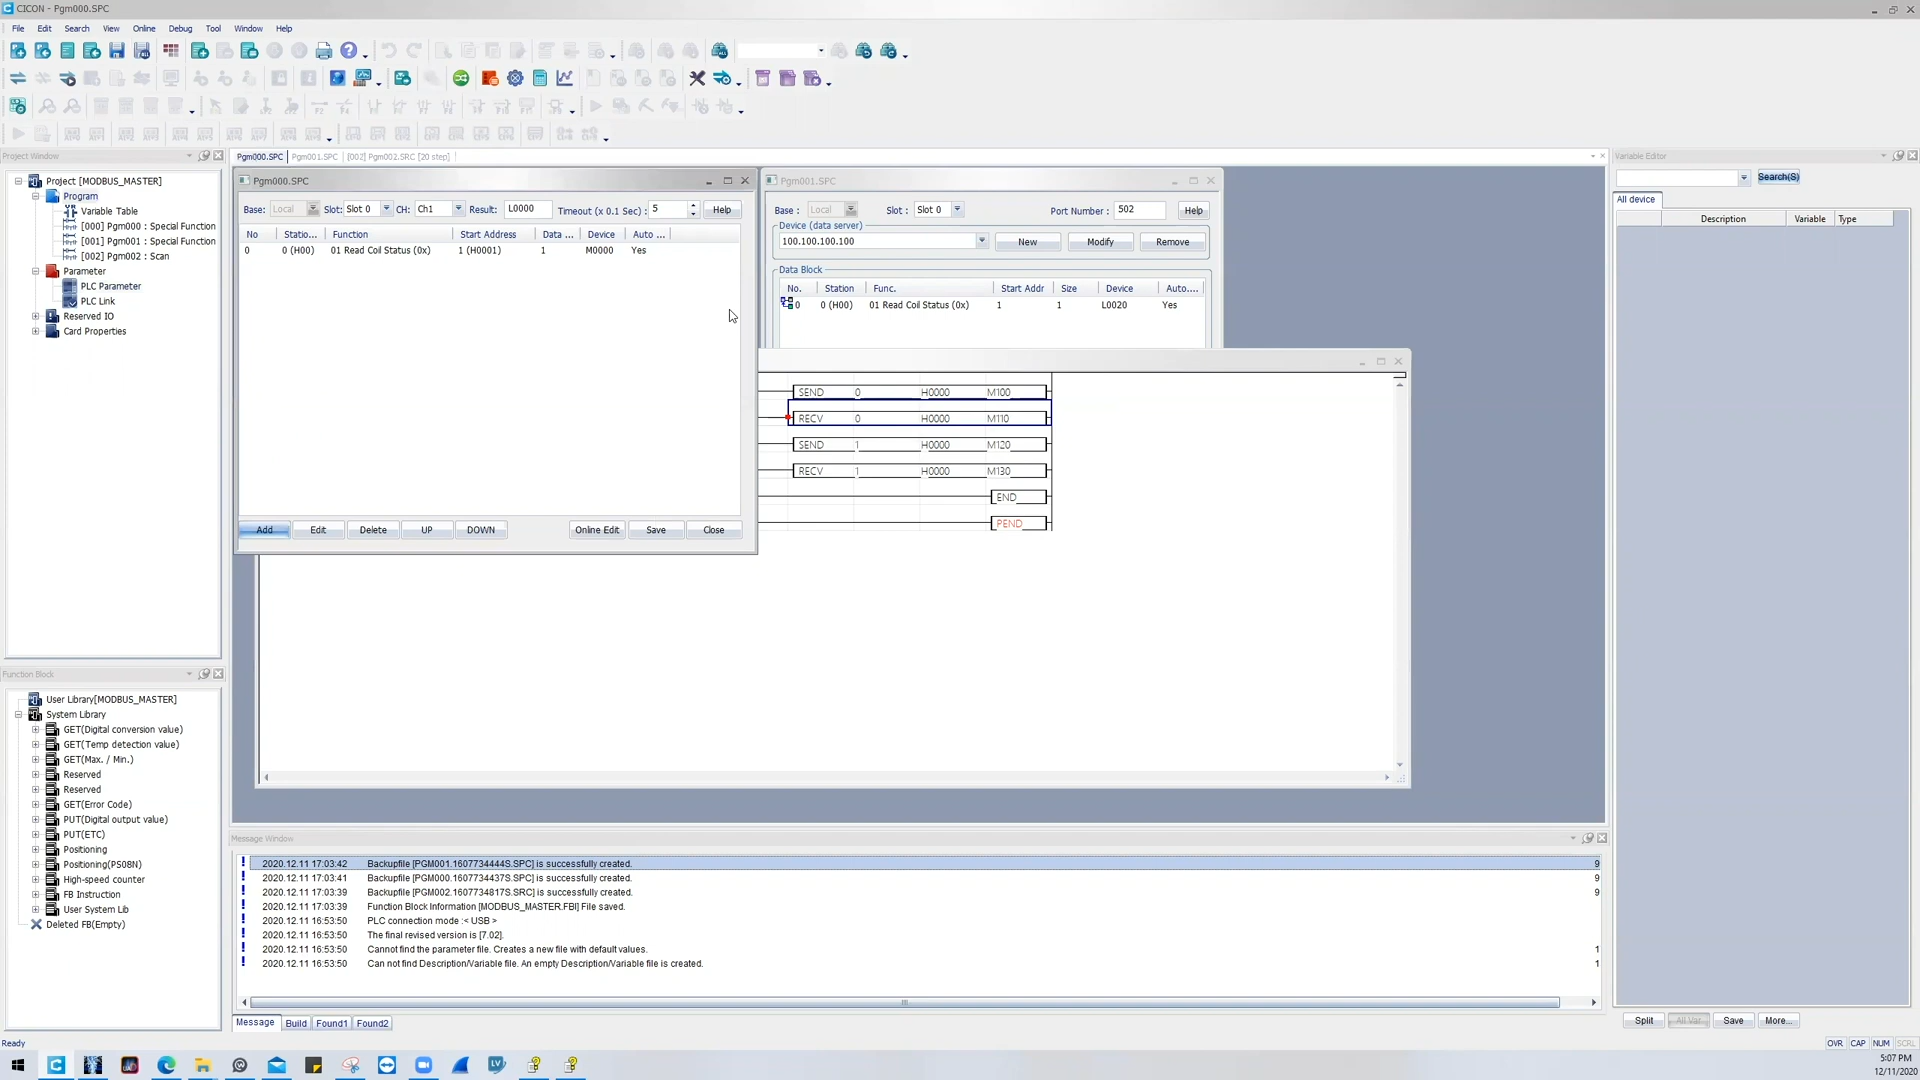 CICON - Pgm000.SPC
File Edit Search View Online Debug Tool Window Help
Project Window
Project [MODBUS_MASTER]
Program
Variable Table
[000] Pgm000 : Special Function
[001] Pgm001 : Special Function
[002] Pgm002 : Scan
Parameter
PLC Parameter
PLC Link
Reserved IO
Card Properties
Function Block
User Library[MODBUS_MASTER]
System Library
GET(Digital conversion value)
GET(Temp detection value)
GET(Max. / Min.)
Reserved
Reserved
GET(Error Code)
PUT(Digital output value)
PUT(ETC)
Positioning
Positioning(PS08N)
High-speed counter
FB Instruction
User System Lib
Deleted FB(Empty)
Pgm000.SPC Pgm001.SPC [002] Pgm002.SRC [20 step]
Pgm000.SPC
Base: Local Slot: Slot 0 CH: Ch1 Result: L0000 Timeout (x 0.1 Sec) : 5 Help
No Statio... Function Start Address Data ... Device Auto ...
0 0 (H00) 01 Read Coil Status (0x) 1 (H0001) 1 M0000 Yes
Add Edit Delete UP DOWN Online Edit Save Close
Pgm001.SPC
Base : Local Slot : Slot 0 Port Number : 502 Help
Device (data server)
100.100.100.100 New Modify Remove
Data Block
No. Station Func. Start Addr Size Device Auto....
0 0 (H00) 01 Read Coil Status (0x) 1 1 L0020 Yes
SEND 0 H0000 M100
RECV 0 H0000 M110
SEND 1 H0000 M120
RECV 1 H0000 M130
END
PEND
Message Window
2020.12.11 17:03:42 Backupfile [PGM001.1607734444S.SPC] is successfully created. 9
2020.12.11 17:03:41 Backupfile [PGM000.1607734437S.SPC] is successfully created. 9
2020.12.11 17:03:39 Backupfile [PGM002.1607734817S.SRC] is successfully created. 9
2020.12.11 17:03:39 Function Block Information [MODBUS_MASTER.FBI] File saved.
2020.12.11 16:53:50 PLC connection mode :< USB >
2020.12.11 16:53:50 The final revised version is [7.02].
2020.12.11 16:53:50 Cannot find the parameter file. Creates a new file with default values. 1
2020.12.11 16:53:50 Can not find Description/Variable file. An empty Description/Variable file is created. 1
Message Build Found1 Found2
Variable Editor
Search(S)
All device
Description Variable Type
Split All Var Save More...
Ready
OVR CAP NUM SCRL
5:07 PM
12/11/2020